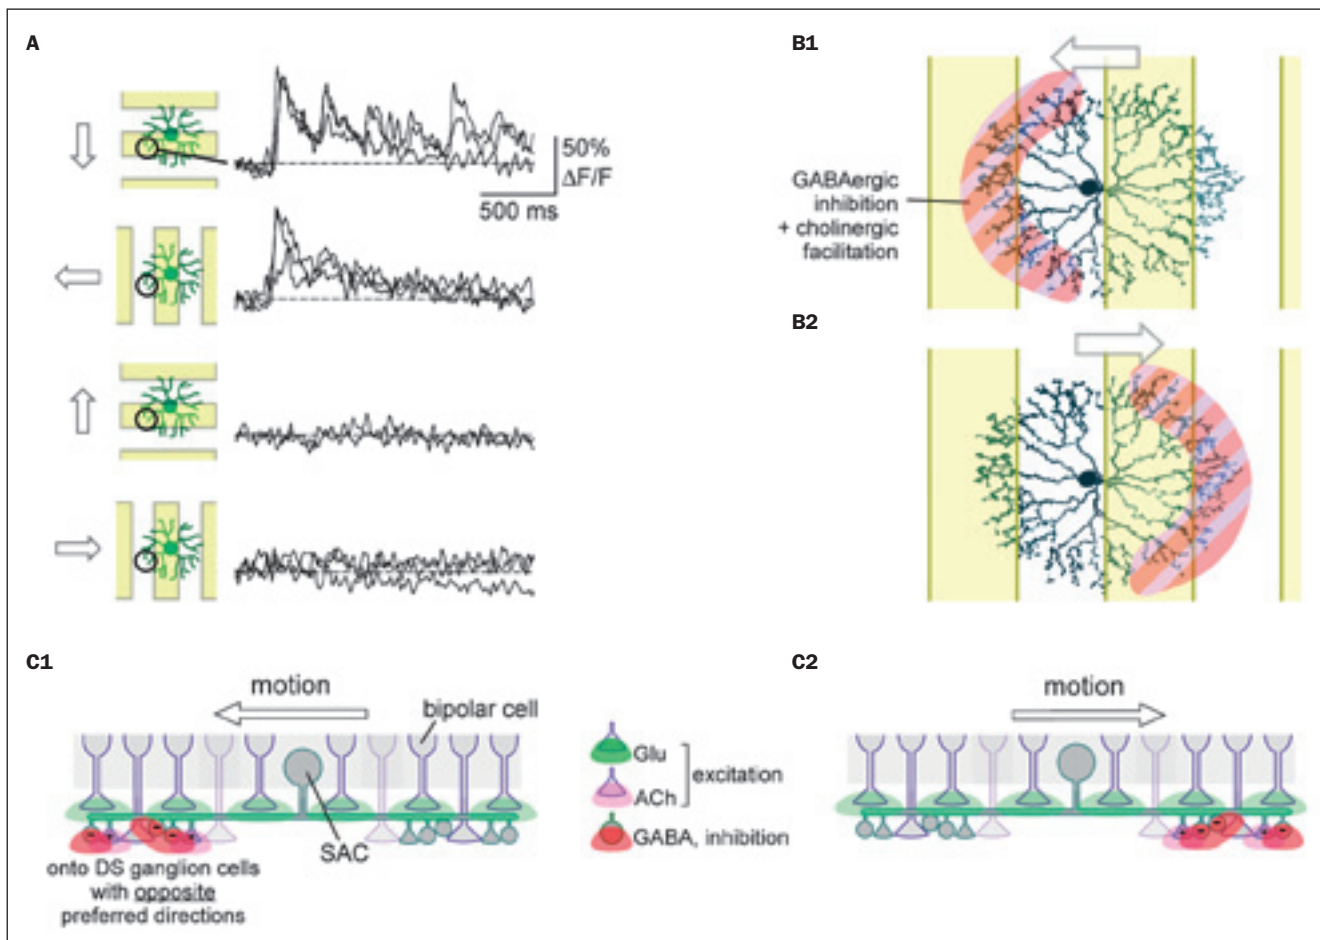 A
50%
ΔF/F
500 ms
B1
GABAergic
inhibition
+ cholinergic
facilitation
B2
C1
motion
bipolar cell
SAC
onto DS ganglion cells
with opposite
preferred directions
Glu
ACh
excitation
GABA, inhibition
C2
motion